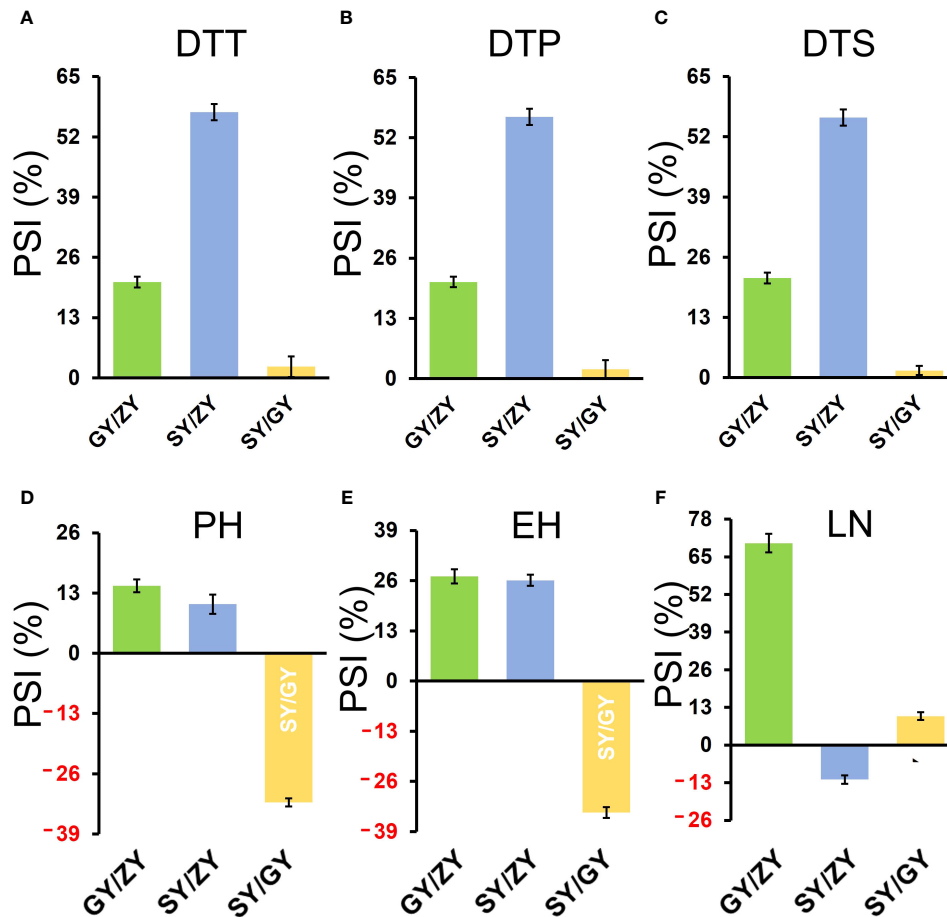 A
B
C
DTT
DTP
DTS
PSI (%)
65
52
39
26
13
0
GY/ZY
SY/ZY
SY/GY
PSI (%)
65
52
39
26
13
0
GY/ZY
SY/ZY
SY/GY
PSI (%)
65
52
39
26
13
0
GY/ZY
SY/ZY
SY/GY
D
E
F
PH
EH
LN
PSI (%)
26
13
0
−13
−26
−39
SY/GY
GY/ZY
SY/ZY
SY/GY
PSI (%)
39
26
13
0
−13
−26
−39
SY/GY
GY/ZY
SY/ZY
SY/GY
PSI (%)
78
65
52
39
26
13
0
−13
−26
GY/ZY
SY/ZY
SY/GY